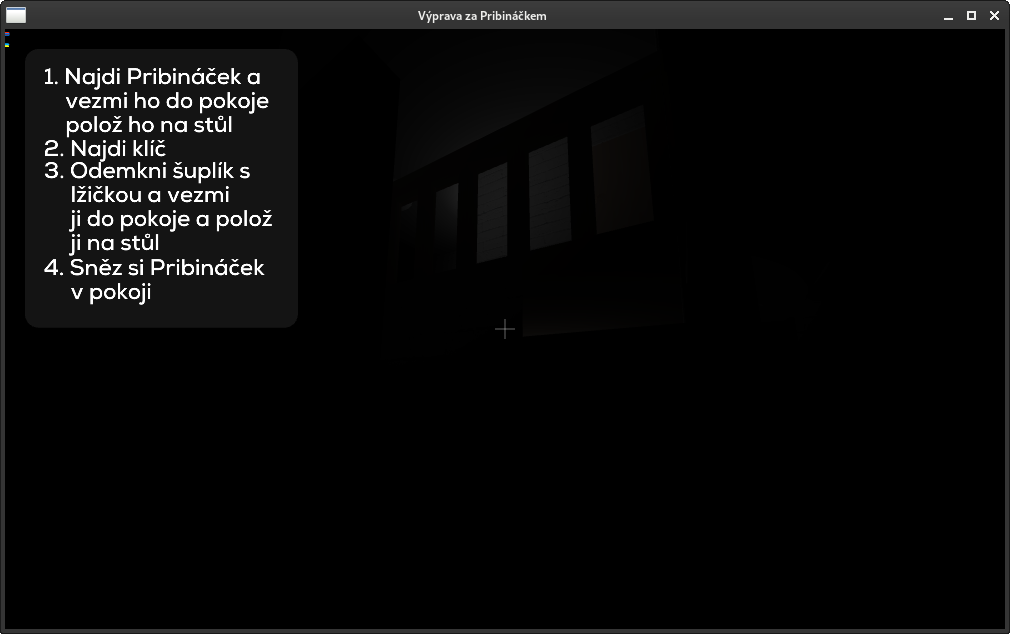 Výprava za Pribináčkem
1. Najdi Pribináček a
vezmi ho do pokoje
polož ho na stůl
2. Najdi klíč
3. Odemkni šuplík s
lžičkou a vezmi
ji do pokoje a polož
ji na stůl
4. Sněz si Pribináček
v pokoji